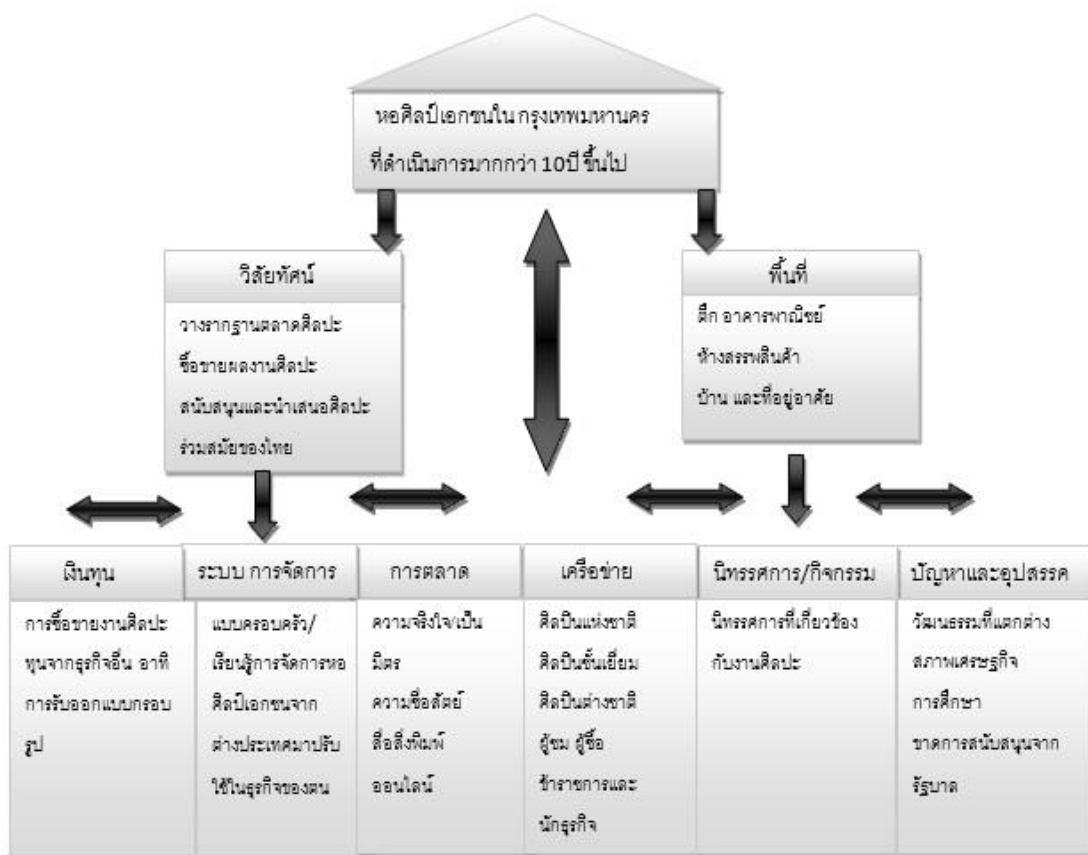 หอศิลป์เอกชนใน กรุงเทพมหานคร
ที่ดำเนินการมากกว่า 10ปี ขึ้นไป
วิสัยทัศน์
วางรากฐานตลาดศิลปะ
ซื้อขายผลงานศิลปะ
สนับสนุนและนำเสนอศิลปะ
ร่วมสมัยของไทย
พื้นที่
ตึก อาคารพาณิชย์
ห้างสรรพสินค้า
บ้าน และที่อยู่อาศัย
เงินทุน
การซื้อขายงานศิลปะ
ทุนจากธุรกิจอื่น อาทิ
การรับออกแบบกรอบ
รูป
ระบบ การจัดการ
แบบครอบครัว/
เรียนรู้การจัดการหอ
ศิลป์เอกชนจาก
ต่างประเทศมาปรับ
ใช้ในธุรกิจของตน
การตลาด
ความจริงใจ/เป็น
มิตร
ความซื่อสัตย์
สื่อสิ่งพิมพ์
ออนไลน์
เครือข่าย
ศิลปินแห่งชาติ
ศิลปินชั้นเยี่ยม
ศิลปินต่างชาติ
ผู้ชม ผู้ซื้อ
ข้าราชการและ
นักธุรกิจ
นิทรรศการ/กิจกรรม
นิทรรศการที่เกี่ยวข้อง
กับงานศิลปะ
ปัญหาและอุปสรรค
วัฒนธรรมที่แตกต่าง
สภาพเศรษฐกิจ
การศึกษา
ขาดการสนับสนุนจาก
รัฐบาล